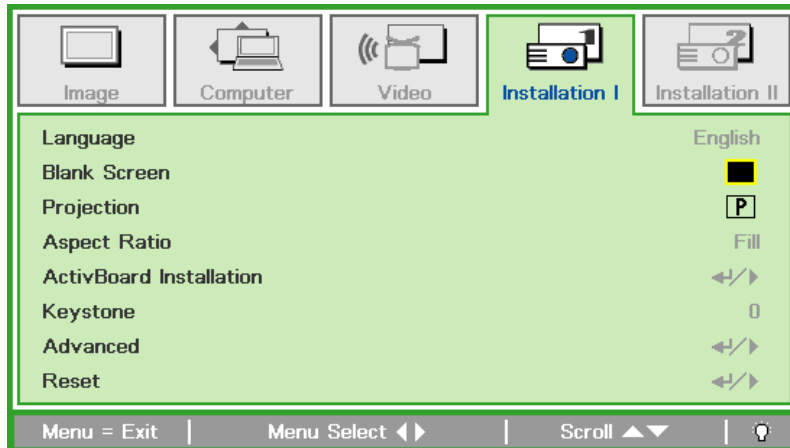 Image Computer Video Installation I Installation II
Language English
Blank Screen
Projection P
Aspect Ratio Fill
ActivBoard Installation
Keystone 0
Advanced
Reset
Menu = Exit Menu Select Scroll